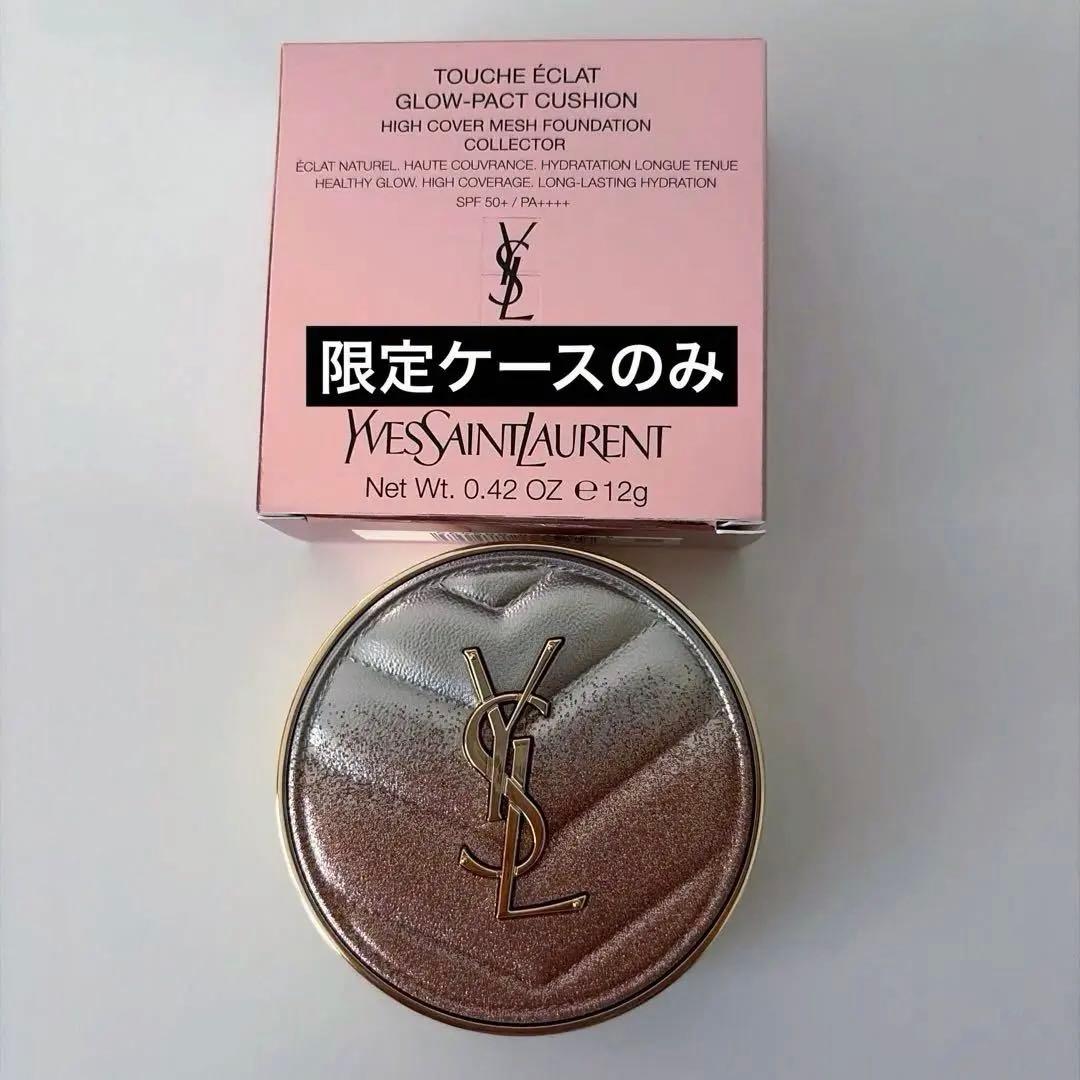 TOUCHE ÉCLAT
GLOW-PACT CUSHION
HIGH COVER MESH FOUNDATION
COLLECTOR
ÉCLAT NATUREL. HAUTE COUVRANCE. HYDRATATION LONGUE TENUE
HEALTHY GLOW. HIGH COVERAGE. LONG-LASTING HYDRATION
SPF 50+ / PA++++
YSL
限定ケースのみ
YVESSAINTLAURENT
Net Wt. 0.42 OZ ℮ 12g
YSL